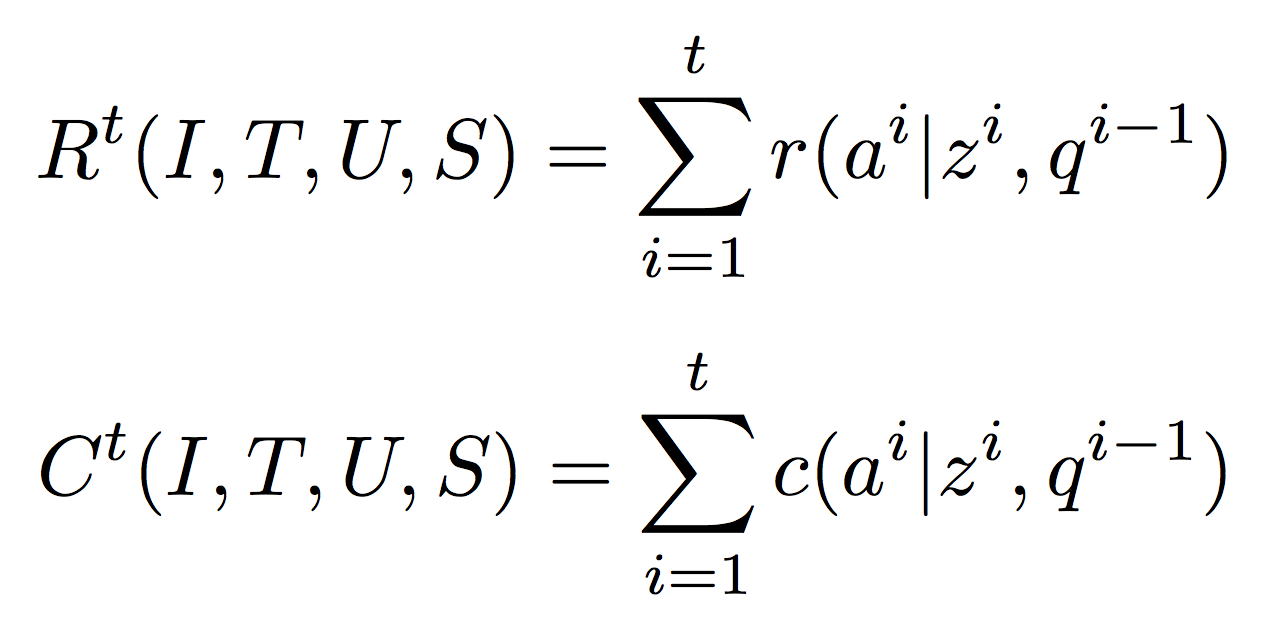 R^t(I, T, U, S) = \sum_{i=1}^{t} r(a^i | z^i, q^{i-1})
C^t(I, T, U, S) = \sum_{i=1}^{t} c(a^i | z^i, q^{i-1})